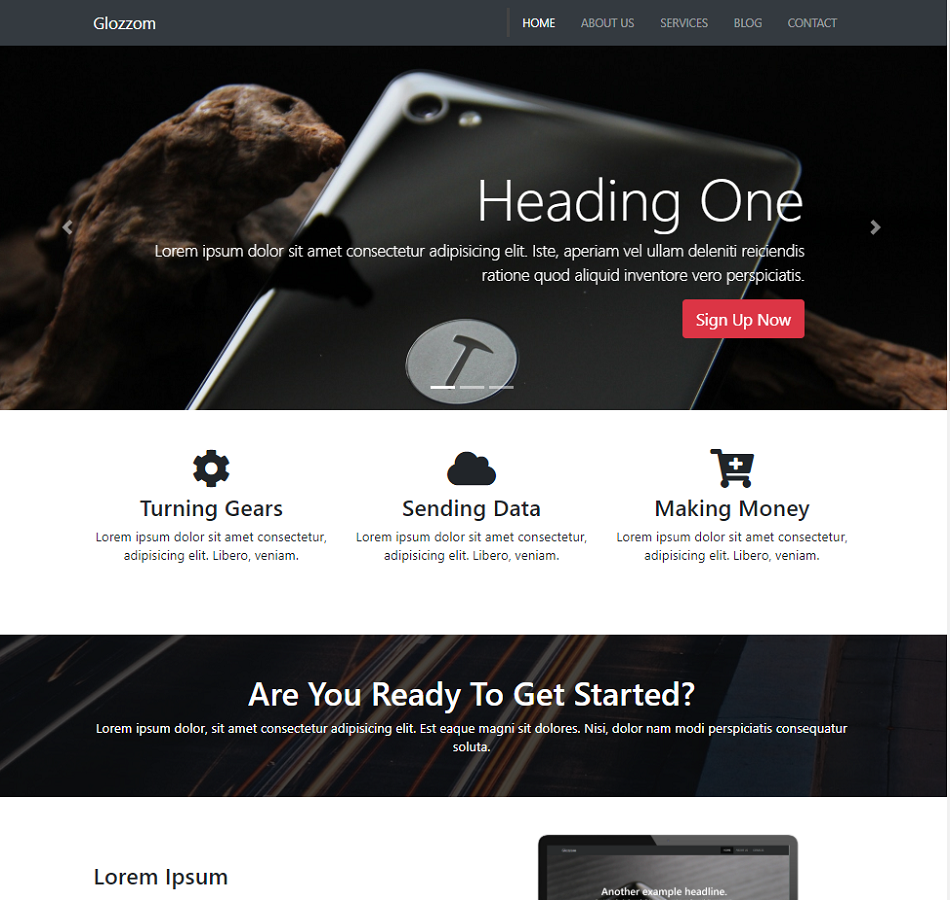 Glozzom
HOME ABOUT US SERVICES BLOG CONTACT
Heading One
Lorem ipsum dolor sit amet consectetur adipisicing elit. Iste, aperiam vel ullam deleniti reiciendis
ratione quod aliquid inventore vero perspiciatis.
Sign Up Now
Turning Gears
Lorem ipsum dolor sit amet consectetur,
adipisicing elit. Libero, veniam.
Sending Data
Lorem ipsum dolor sit amet consectetur,
adipisicing elit. Libero, veniam.
Making Money
Lorem ipsum dolor sit amet consectetur,
adipisicing elit. Libero, veniam.
Are You Ready To Get Started?
Lorem ipsum dolor, sit amet consectetur adipisicing elit. Est eaque magni sit dolores. Nisi, dolor nam modi perspiciatis consequatur
soluta.
Lorem Ipsum
Glozzom
Another example headline.